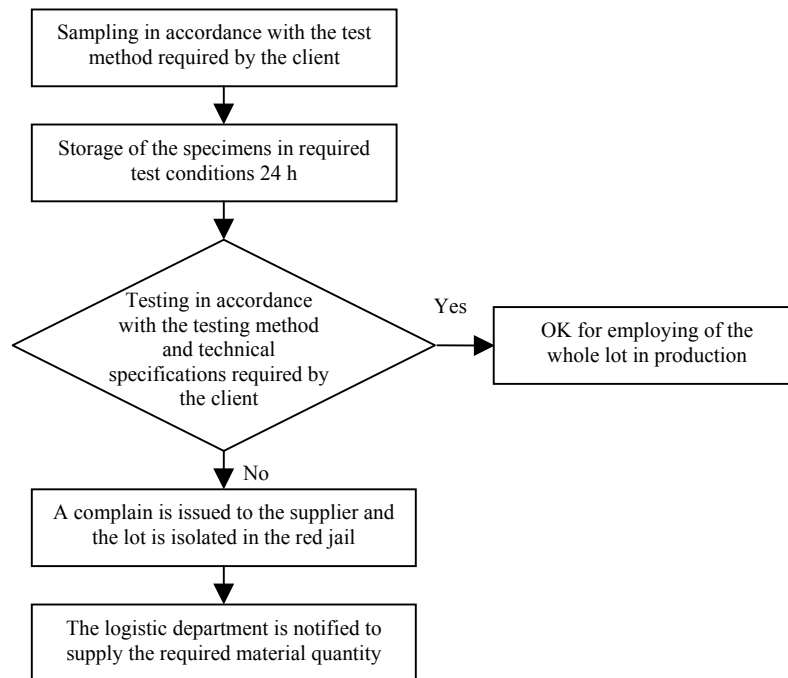 Sampling in accordance with the test
method required by the client
Storage of the specimens in required
test conditions 24 h
Testing in accordance
with the testing method
and technical
specifications required by
the client
Yes
OK for employing of the
whole lot in production
No
A complain is issued to the supplier and
the lot is isolated in the red jail
The logistic department is notified to
supply the required material quantity